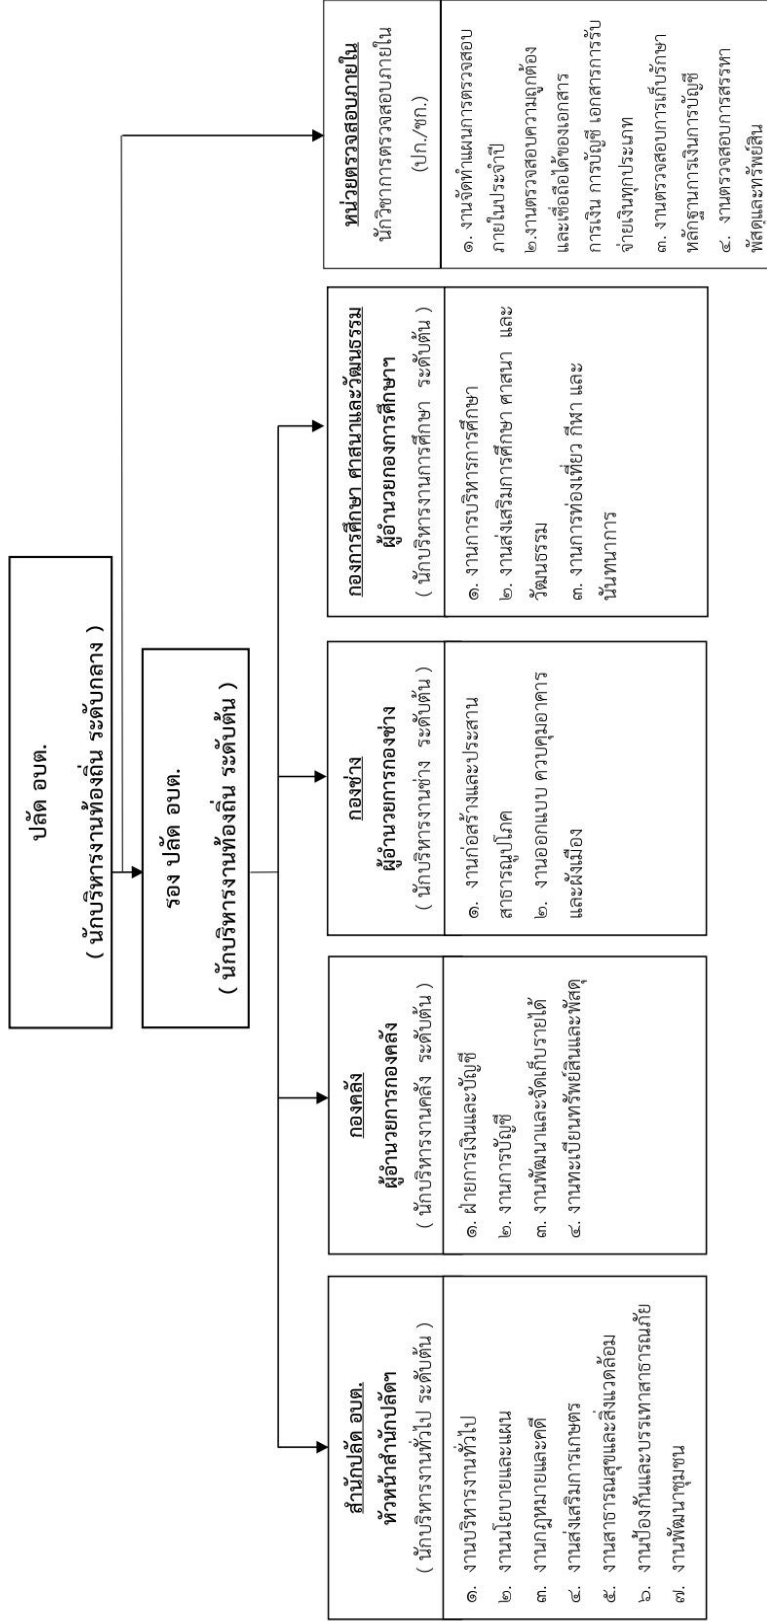 ปลัด อบต.
( นักบริหารงานท้องถิ่น ระดับกลาง )
รอง ปลัด อบต.
( นักบริหารงานท้องถิ่น ระดับต้น )
สำนักปลัด อบต.
หัวหน้าสำนักปลัดฯ
( นักบริหารงานทั่วไป ระดับต้น )
๑. งานบริหารงานทั่วไป
๒. งานนโยบายและแผน
๓. งานกฎหมายและคดี
๔. งานส่งเสริมการเกษตร
๕. งานสาธารณสุขและสิ่งแวดล้อม
๖. งานป้องกันและบรรเทาสาธารณภัย
๗. งานพัฒนาชุมชน
กองคลัง
ผู้อำนวยการกองคลัง
( นักบริหารงานคลัง ระดับต้น )
๑. ฝ่ายการเงินและบัญชี
๒. งานการบัญชี
๓. งานพัฒนาและจัดเก็บรายได้
๔. งานทะเบียนทรัพย์สินและพัสดุ
กองช่าง
ผู้อำนวยการกองช่าง
( นักบริหารงานช่าง ระดับต้น )
๑. งานก่อสร้างและประสาน
สาธารณูปโภค
๒. งานออกแบบ ควบคุมอาคาร
และผังเมือง
กองการศึกษา ศาสนาและวัฒนธรรม
ผู้อำนวยกองการศึกษาฯ
( นักบริหารงานการศึกษา ระดับต้น )
๑. งานการบริหารการศึกษา
๒. งานส่งเสริมการศึกษา ศาสนา และ
วัฒนธรรม
๓. งานการท่องเที่ยว กีฬา และ
นันทนาการ
หน่วยตรวจสอบภายใน
นักวิชาการตรวจสอบภายใน
(ปก./ชก.)
๑. งานจัดทำแผนการตรวจสอบ
ภายในประจำปี
๒.งานตรวจสอบความถูกต้อง
และเชื่อถือได้ของเอกสาร
การเงิน การบัญชี เอกสารการรับ
จ่ายเงินทุกประเภท
๓. งานตรวจสอบการเก็บรักษา
หลักฐานการเงินการบัญชี
๔. งานตรวจสอบการสรรหา
พัสดุและทรัพย์สิน